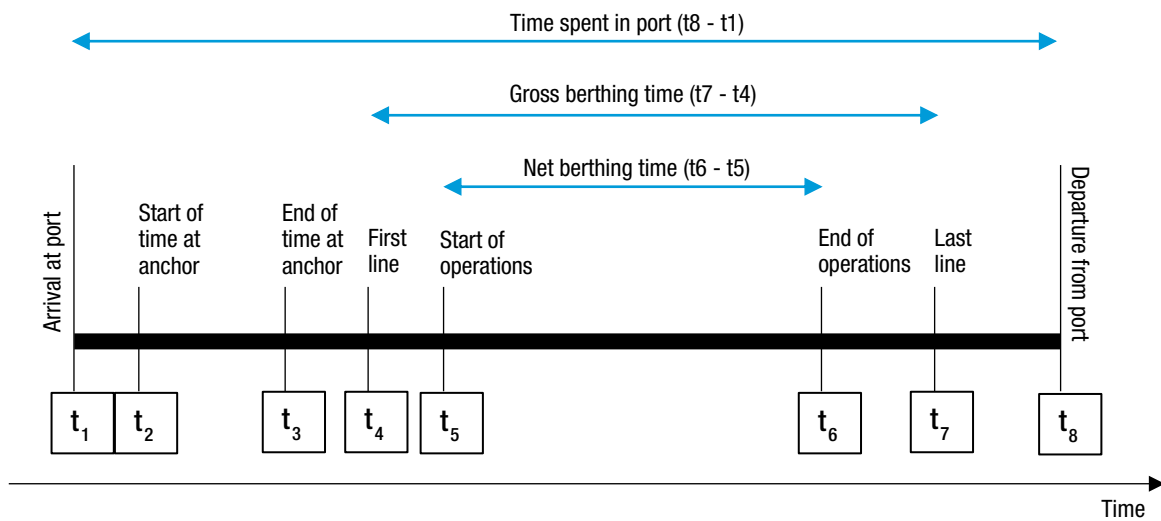 Time spent in port (t8 - t1)
Gross berthing time (t7 - t4)
Net berthing time (t6 - t5)
Arrival at port
Start of
time at
anchor
End of
time at
anchor
First
line
Start of
operations
End of
operations
Last
line
Departure from
port
t1
t2
t3
t4
t5
t6
t7
t8
Time